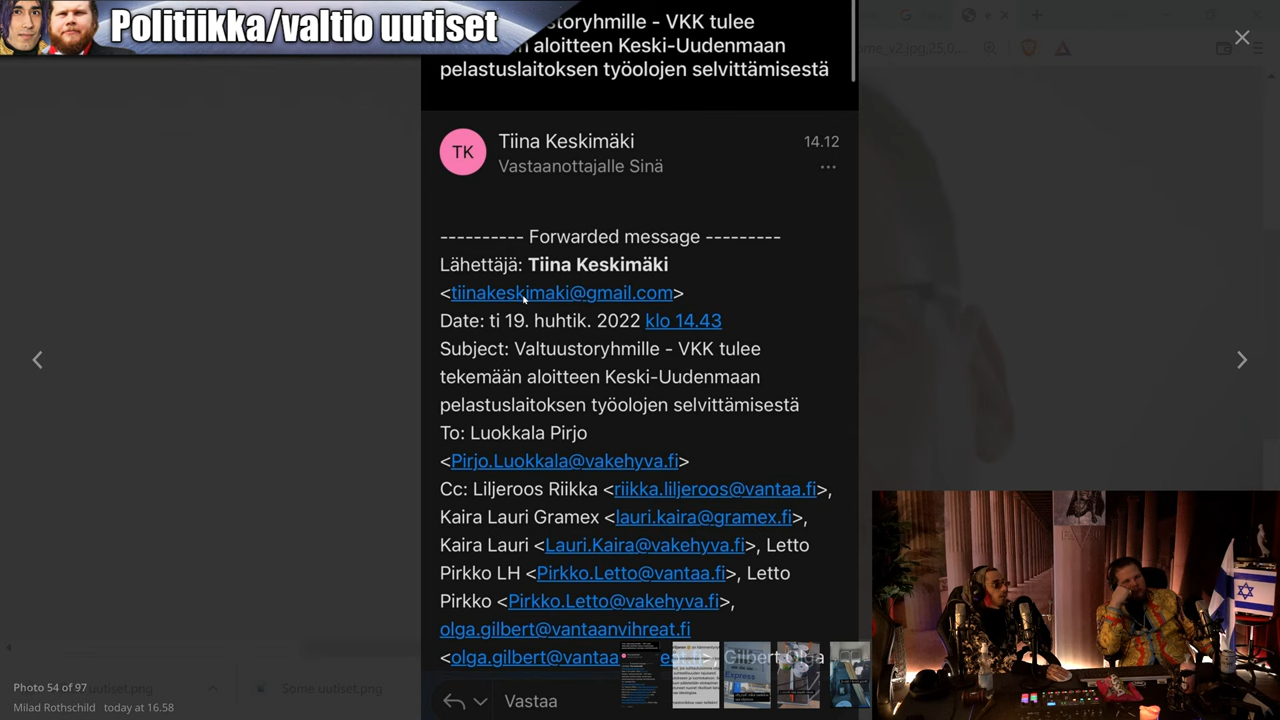 Politiikka/valtio uutiset
storyhmille - VKK tulee
n aloitteen Keski-Uudenmaan
pelastuslaitoksen työolojen selvittämisestä
TK
Tiina Keskimäki
14.12
Vastaanottajalle Sinä
---------- Forwarded message ---------
Lähettäjä: Tiina Keskimäki
<tiinakeskimaki@gmail.com>
Date: ti 19. huhtik. 2022 klo 14.43
Subject: Valtuustoryhmille - VKK tulee
tekemään aloitteen Keski-Uudenmaan
pelastuslaitoksen työolojen selvittämisestä
To: Luokkala Pirjo
<Pirjo.Luokkala@vakehyva.fi>
Cc: Liljeroos Riikka <riikka.liljeroos@vantaa.fi>,
Kaira Lauri Gramex <lauri.kaira@gramex.fi>,
Kaira Lauri <Lauri.Kaira@vakehyva.fi>, Letto
Pirkko LH <Pirkko.Letto@vantaa.fi>, Letto
Pirkko <Pirkko.Letto@vakehyva.fi>,
olga.gilbert@vantaanvihreat.fi
<olga.gilbert@vantaa Gilbert Olga
Vastaa
Photo 54 of 97
uutiset.png
Some uutiset.png
Milad Rothschild today at 16.58